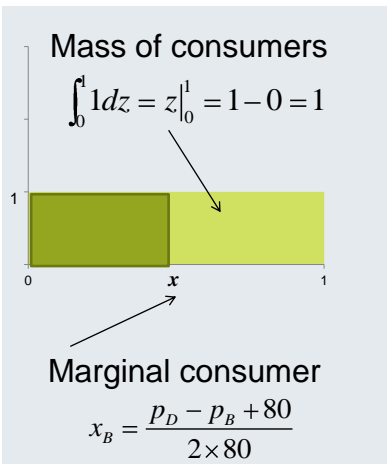 Mass of consumers
∫₀¹ 1dz = z|₀¹ = 1 − 0 = 1
1
0 x 1
Marginal consumer
x_B = (p_D − p_B + 80) / (2 × 80)